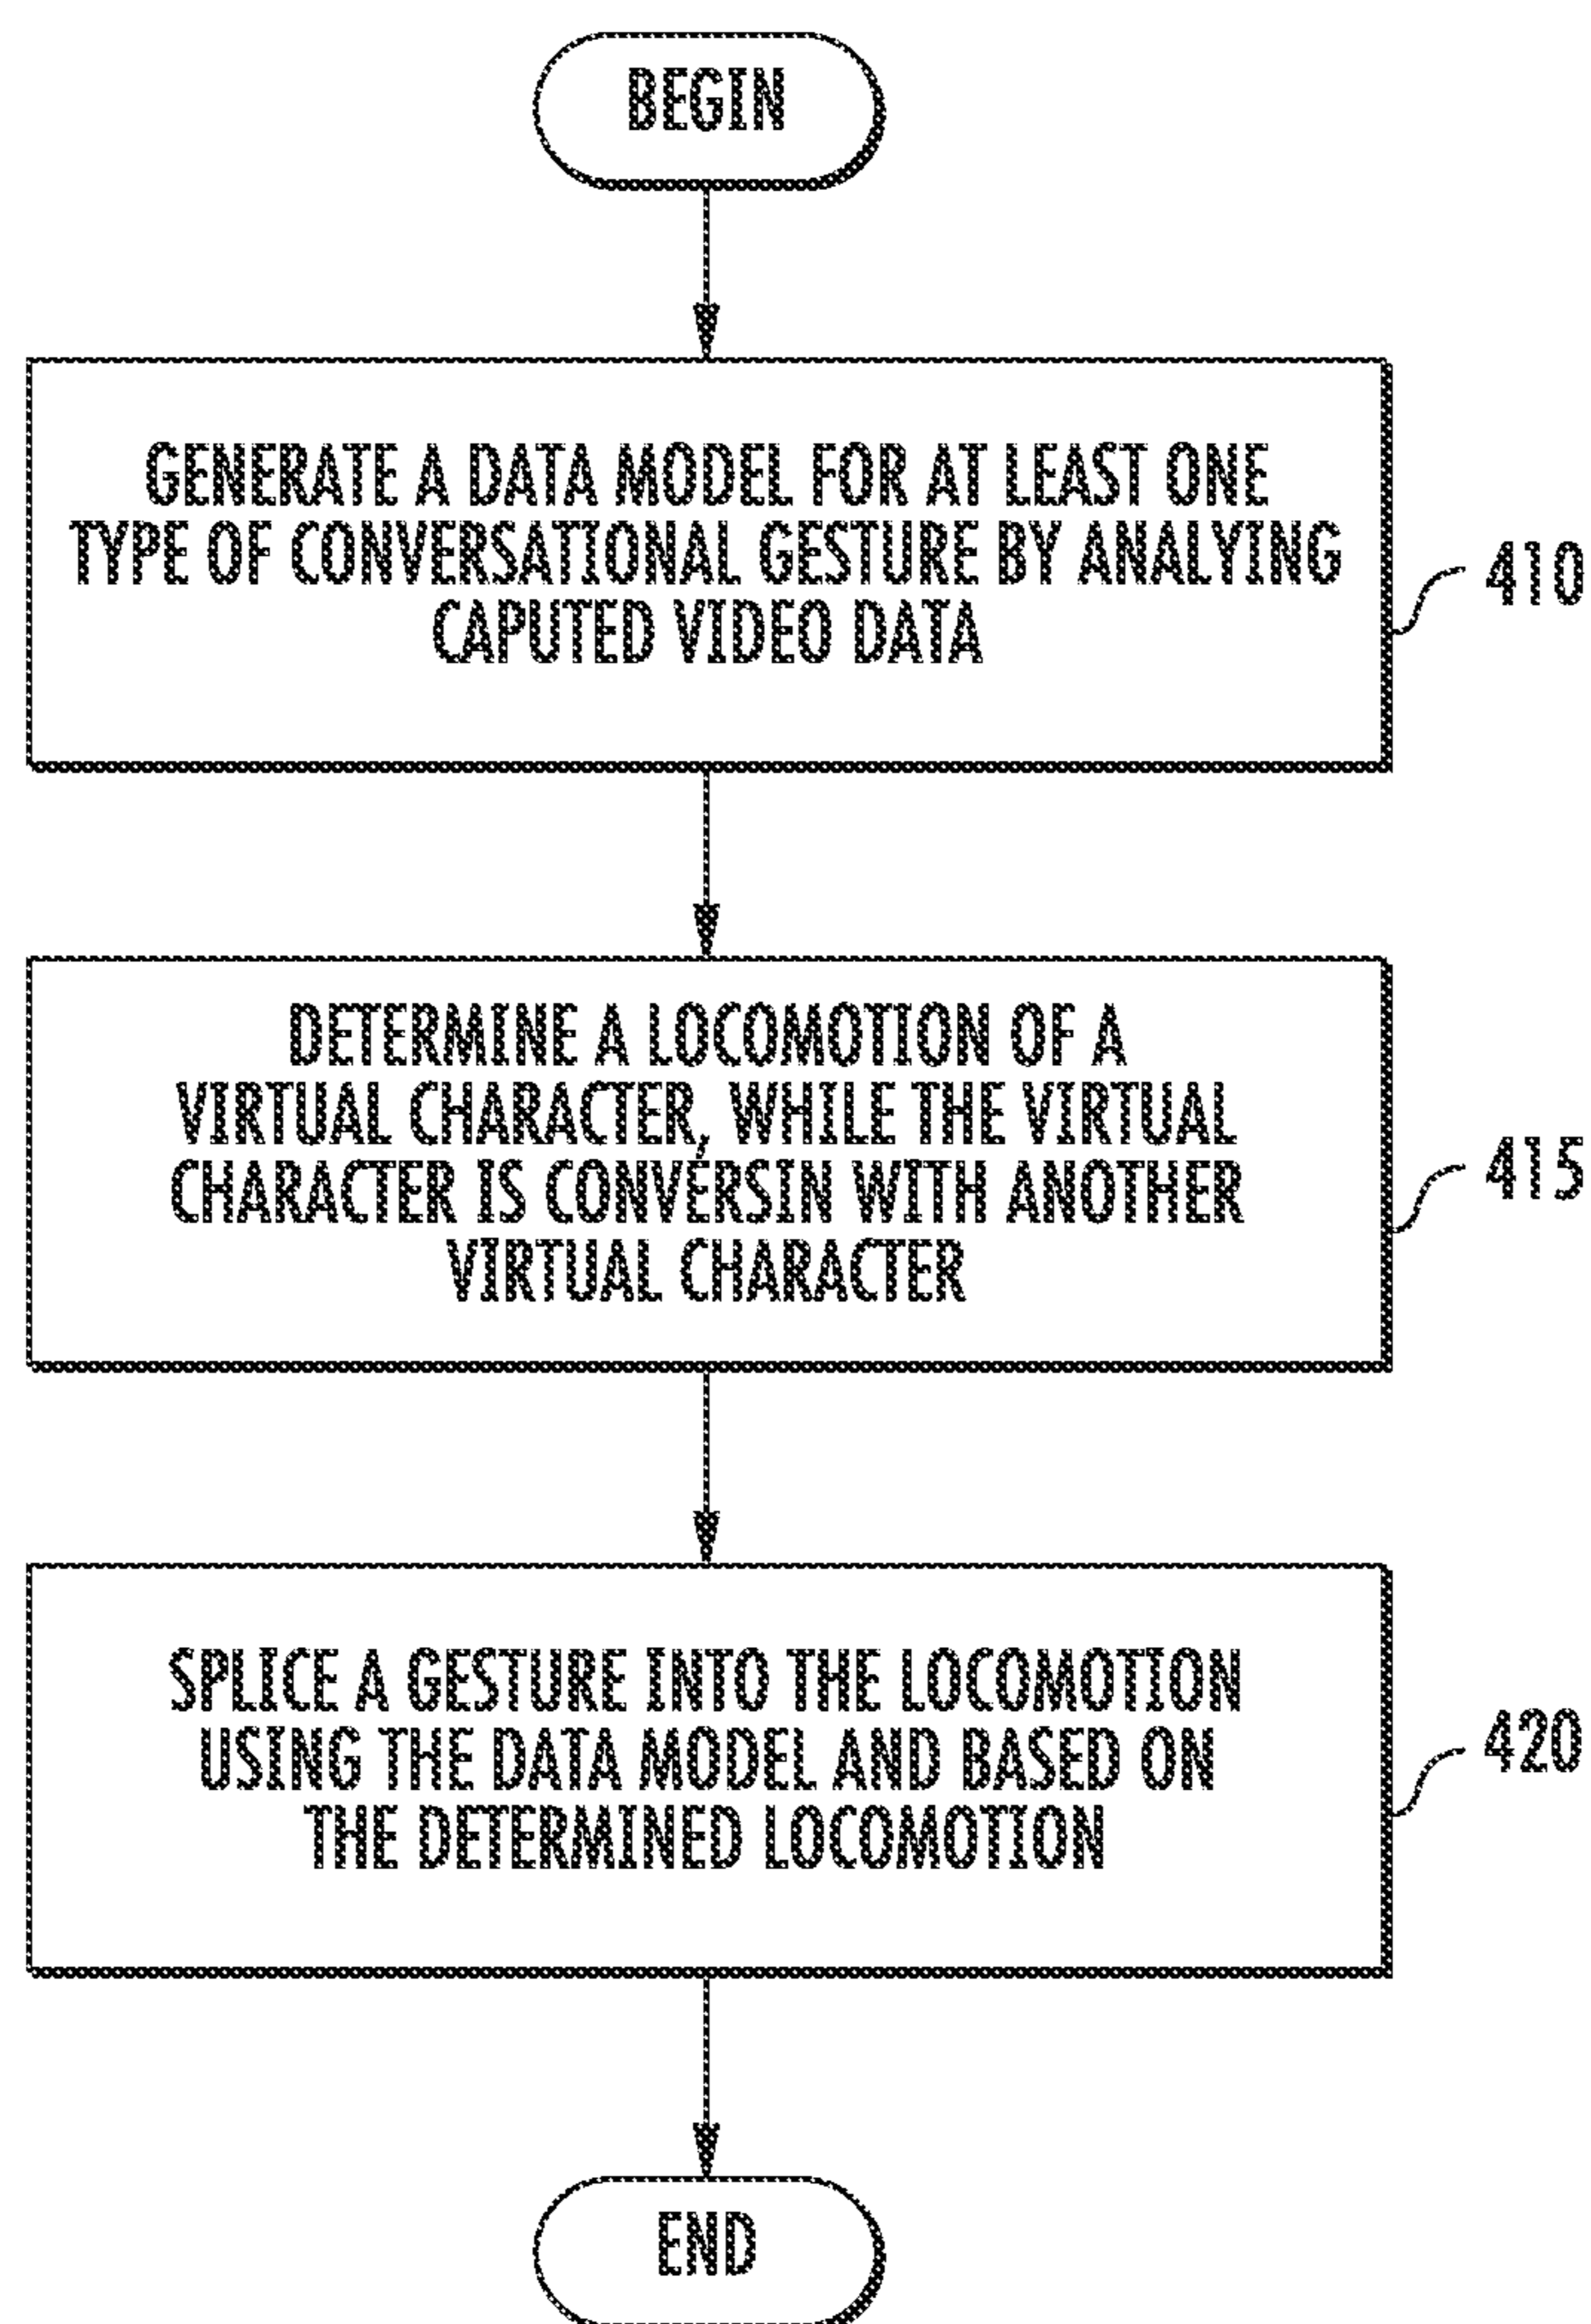 BEGIN
GENERATE A DATA MODEL FOR AT LEAST ONE
TYPE OF CONVERSATIONAL GESTURE BY ANALYING
CAPUTED VIDEO DATA
410
DETERMINE A LOCOMOTION OF A
VIRTUAL CHARACTER, WHILE THE VIRTUAL
CHARACTER IS CONVERSIN WITH ANOTHER
VIRTUAL CHARACTER
415
SPLICE A GESTURE INTO THE LOCOMOTION
USING THE DATA MODEL AND BASED ON
THE DETERMINED LOCOMOTION
420
END